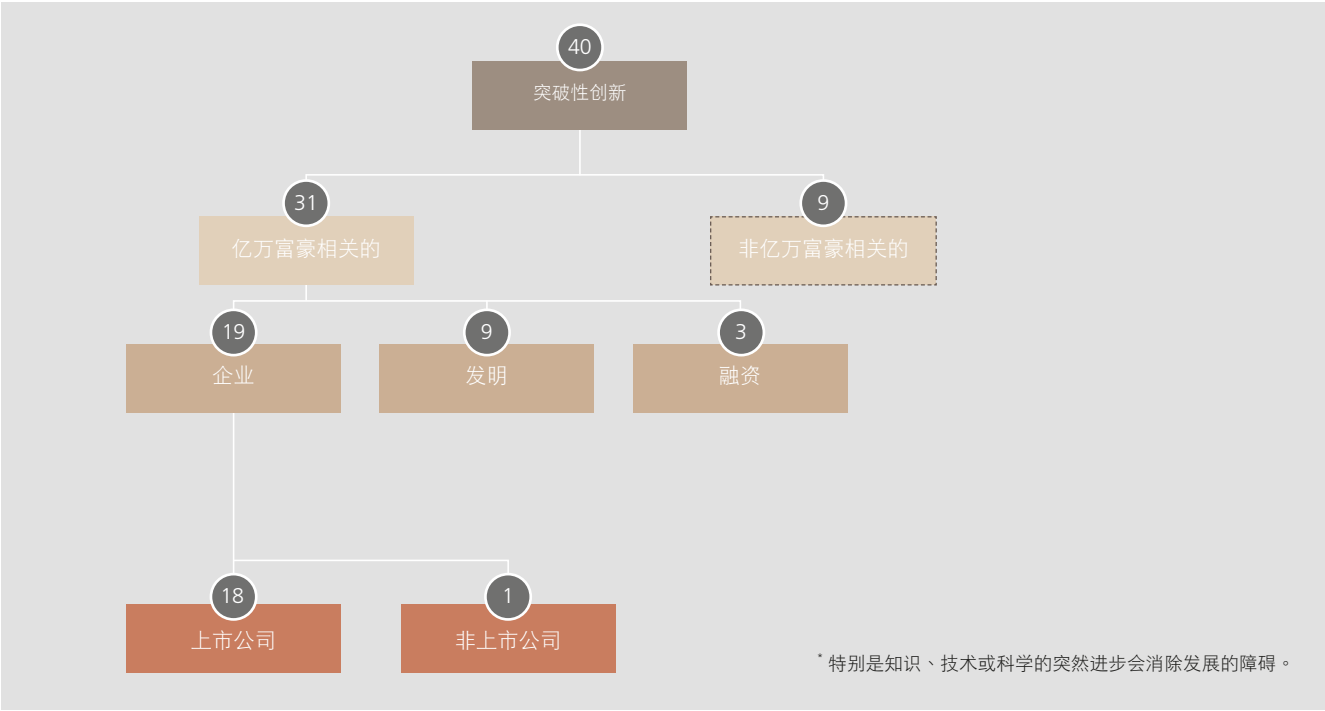 40
突破性创新
31
亿万富豪相关的
9
非亿万富豪相关的
19
企业
9
发明
3
融资
18
上市公司
1
非上市公司
* 特别是知识、技术或科学的突然进步会消除发展的障碍。